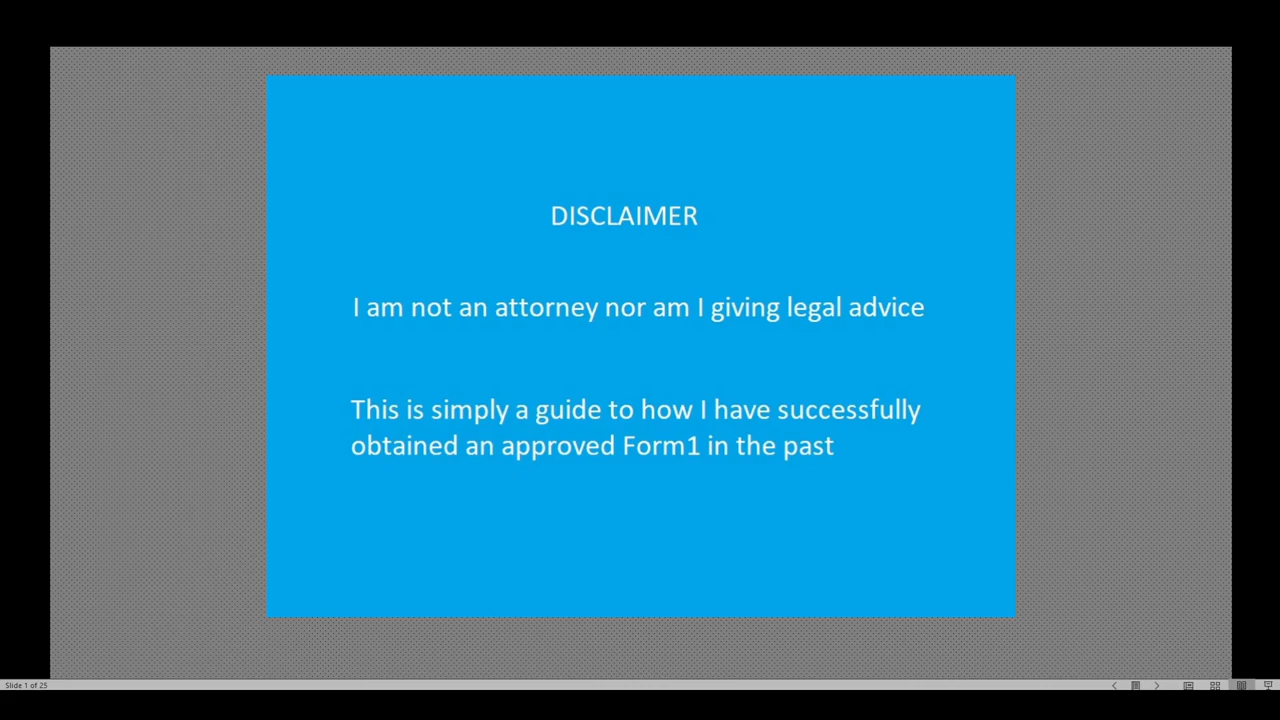 DISCLAIMER
I am not an attorney nor am I giving legal advice
This is simply a guide to how I have successfully
obtained an approved Form1 in the past
Slide 1 of 25